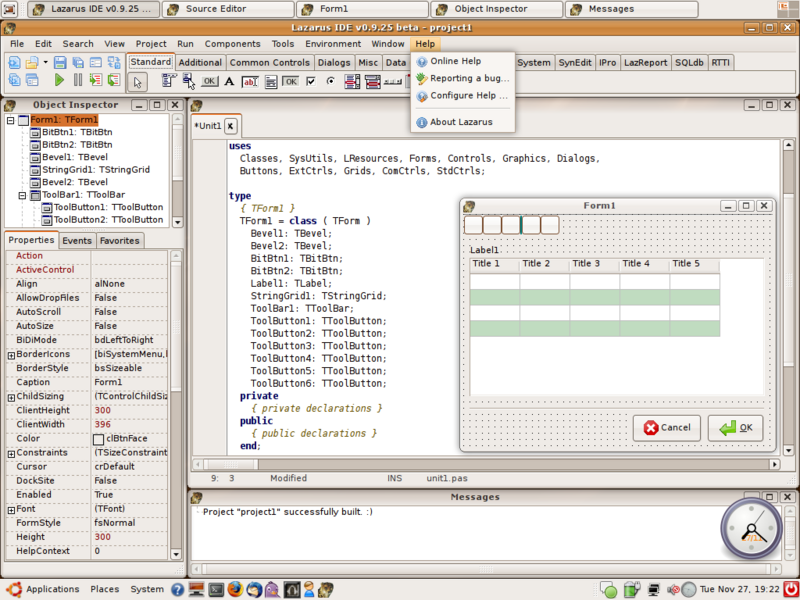 Lazarus IDE v0.9.25 ...
Source Editor
Form1
Object Inspector
Messages
Lazarus IDE v0.9.25 beta - project1
File Edit Search View Project Run Components Tools Environment Window Help
Standard Additional Common Controls Dialogs Misc Data System SynEdit IPro LazReport SQLdb RTTI
OK A ab OK
Online Help
Reporting a bug...
Configure Help ...
About Lazarus
Object Inspector
Form1: TForm1
BitBtn1: TBitBtn
BitBtn2: TBitBtn
Bevel1: TBevel
StringGrid1: TStringGrid
Bevel2: TBevel
ToolBar1: TToolBar
ToolButton1: TToolButton
ToolButton2: TToolButton
Properties Events Favorites
Action
ActiveControl
Align alNone
AllowDropFiles False
AutoScroll False
AutoSize False
BiDiMode bdLeftToRight
BorderIcons [biSystemMenu,
BorderStyle bsSizeable
Caption Form1
ChildSizing (TControlChildSiz
ClientHeight 300
ClientWidth 396
Color clBtnFace
Constraints (TSizeConstraint
Cursor crDefault
DockSite False
Enabled True
Font (TFont)
FormStyle fsNormal
Height 300
HelpContext 0
*Unit1
uses
Classes, SysUtils, LResources, Forms, Controls, Graphics, Dialogs,
Buttons, ExtCtrls, Grids, ComCtrls, StdCtrls;
type
{ TForm1 }
TForm1 = class ( TForm )
Bevel1: TBevel;
Bevel2: TBevel;
BitBtn1: TBitBtn;
BitBtn2: TBitBtn;
Label1: TLabel;
StringGrid1: TStringGrid;
ToolBar1: TToolBar;
ToolButton1: TToolButton;
ToolButton2: TToolButton;
ToolButton3: TToolButton;
ToolButton4: TToolButton;
ToolButton5: TToolButton;
ToolButton6: TToolButton;
private
{ private declarations }
public
{ public declarations }
end;
9: 3 Modified INS unit1.pas
Form1
Label1
Title 1 Title 2 Title 3 Title 4 Title 5
Cancel
OK
Messages
Project "project1" successfully built. :)
Applications Places System
Tue Nov 27, 19:22